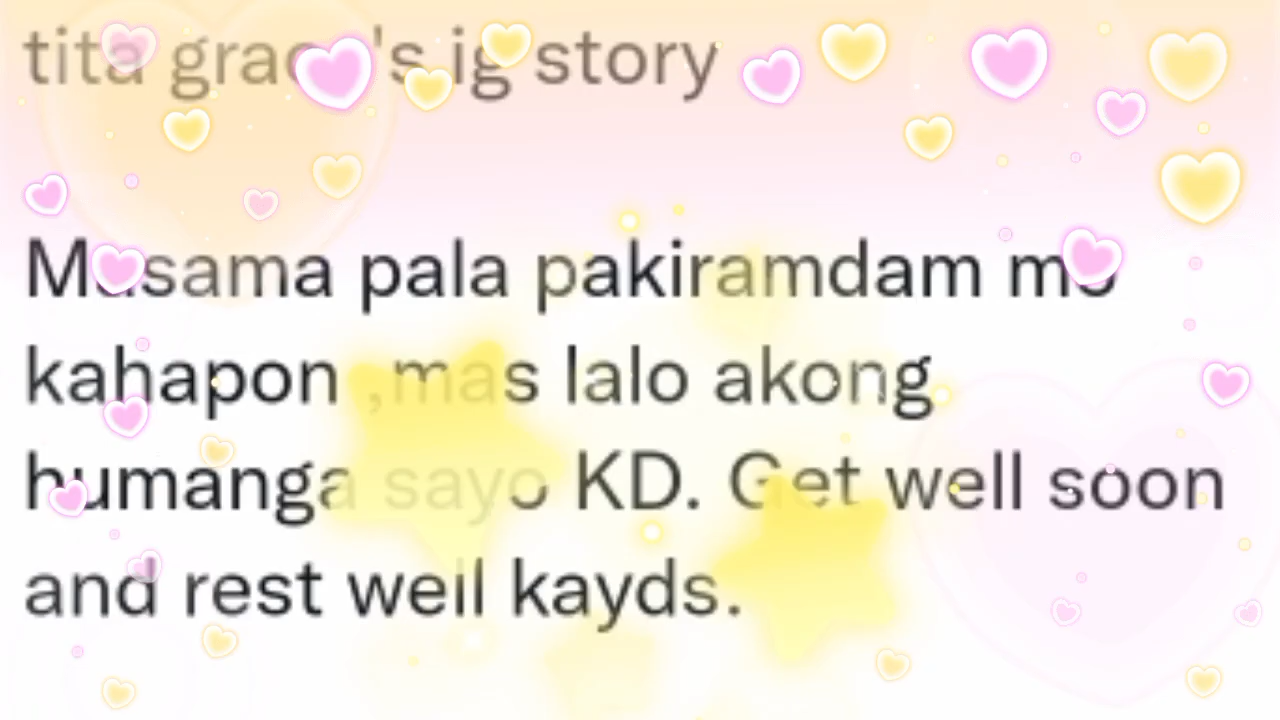 tita grace's ig story
Masama pala pakiramdam mo
kahapon ,mas lalo akong
humanga sayo KD. Get well soon
and rest well kayds.